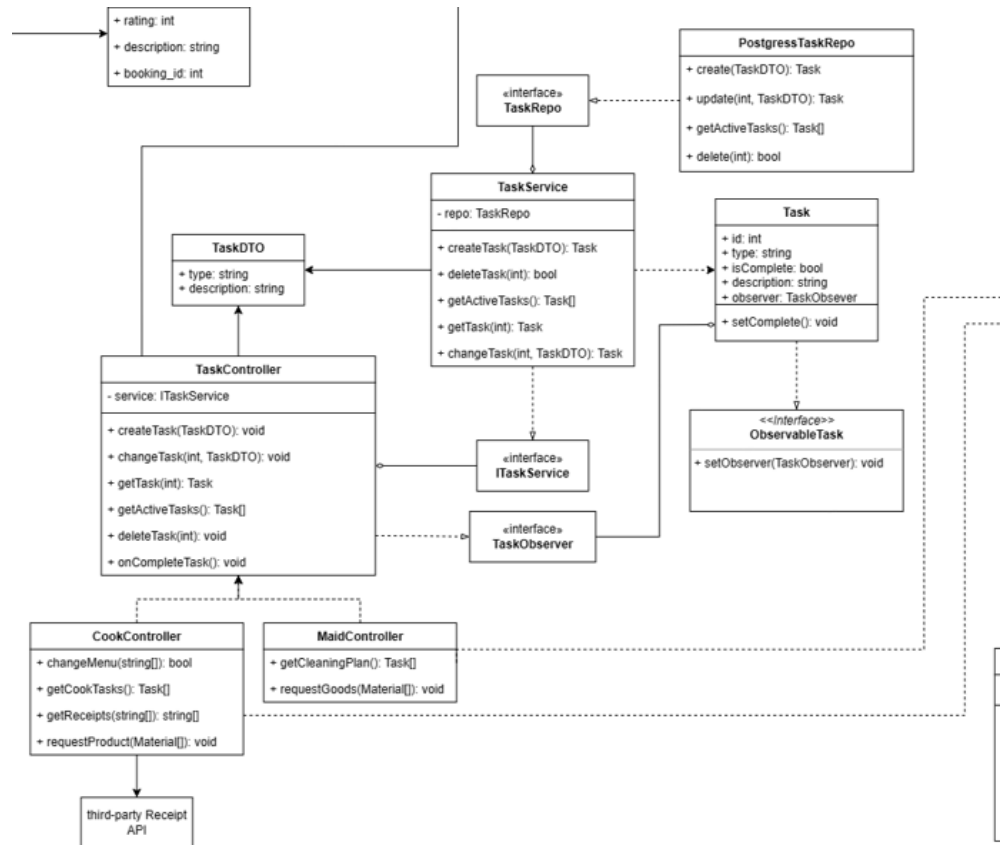 + rating: int
+ description: string
+ booking_id: int
PostgressTaskRepo
+ create(TaskDTO): Task
+ update(int, TaskDTO): Task
+ getActiveTasks(): Task[]
+ delete(int): bool
«interface»
TaskRepo
TaskService
- repo: TaskRepo
+ createTask(TaskDTO): Task
+ deleteTask(int): bool
+ getActiveTasks(): Task[]
+ getTask(int): Task
+ changeTask(int, TaskDTO): Task
Task
+ id: int
+ type: string
+ isComplete: bool
+ description: string
+ observer: TaskObsever
+ setComplete(): void
TaskDTO
+ type: string
+ description: string
TaskController
- service: ITaskService
+ createTask(TaskDTO): void
+ changeTask(int, TaskDTO): void
+ getTask(int): Task
+ getActiveTasks(): Task[]
+ deleteTask(int): void
+ onCompleteTask(): void
«interface»
ITaskService
<<Interface>>
ObservableTask
+ setObserver(TaskObserver): void
«interface»
TaskObserver
CookController
+ changeMenu(string[]): bool
+ getCookTasks(): Task[]
+ getReceipts(string[]): string[]
+ requestProduct(Material[]): void
MaidController
+ getCleaningPlan(): Task[]
+ requestGoods(Material[]): void
third-party Receipt
API